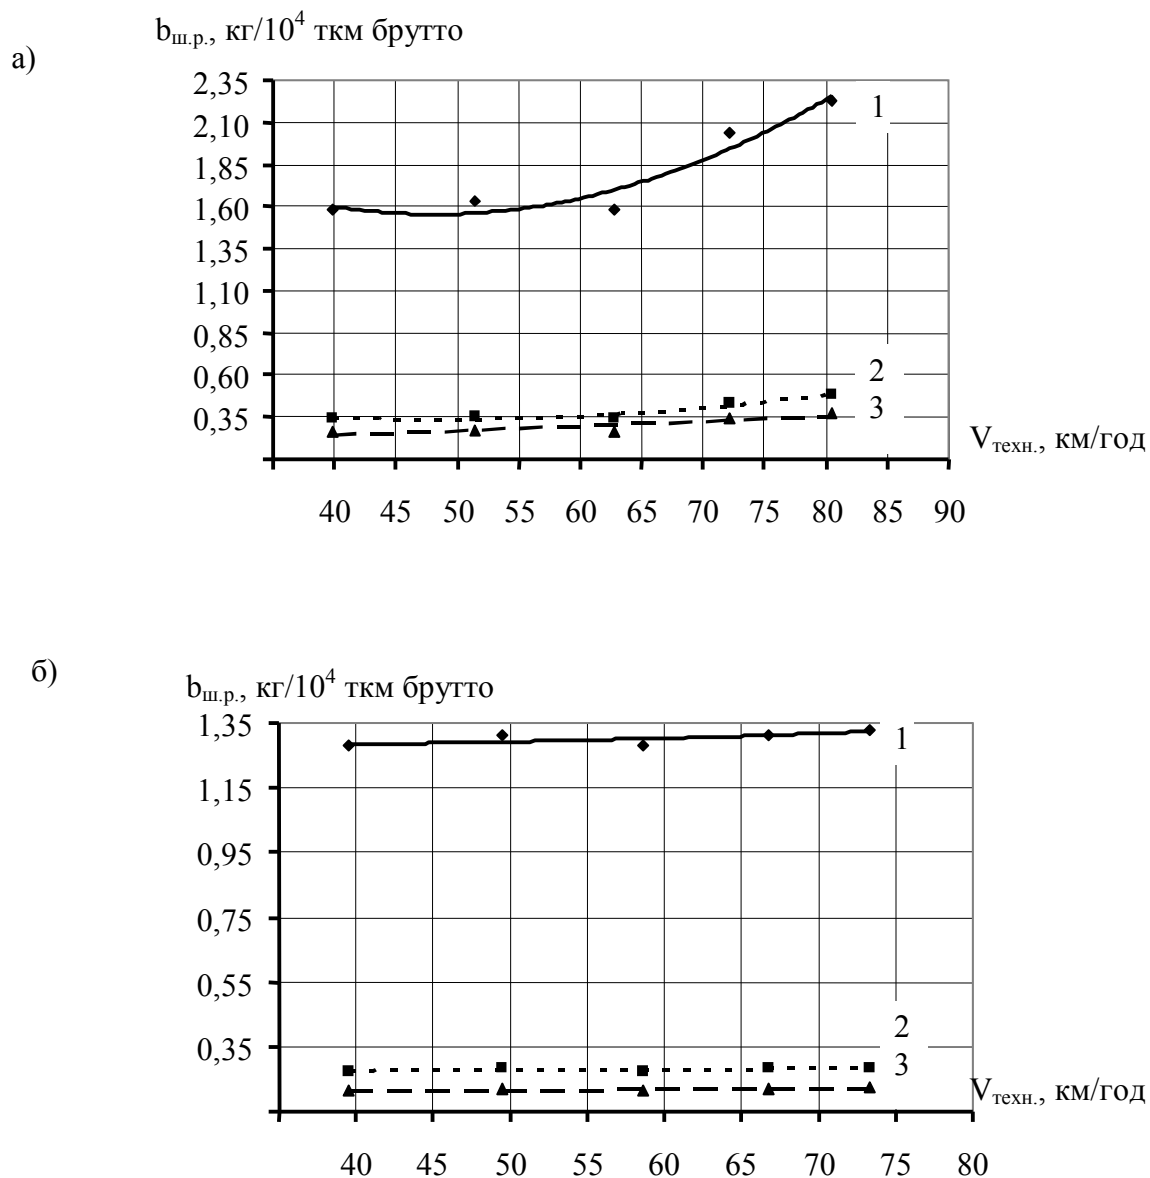 bш.р., кг/10⁴ ткм брутто
а)
2,35
1
2,10
1,85
1,60
1,35
1,10
0,85
0,60
2
0,35
3
Vтехн., км/год
40 45 50 55 60 65 70 75 80 85 90
б)
bш.р., кг/10⁴ ткм брутто
1,35
1
1,15
0,95
0,75
0,55
2
0,35
3
Vтехн., км/год
40 45 50 55 60 65 70 75 80